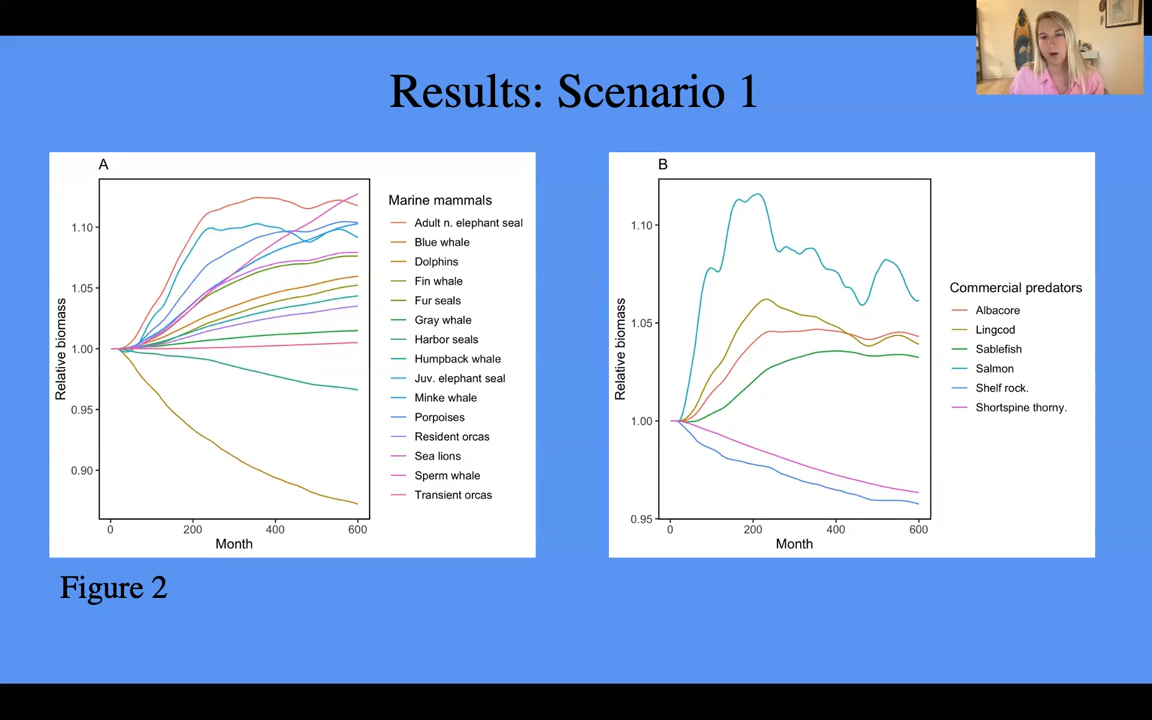 Results: Scenario 1
A
Relative biomass
1.10
1.05
1.00
0.95
0.90
0
200
400
600
Month
Marine mammals
Adult n. elephant seal
Blue whale
Dolphins
Fin whale
Fur seals
Gray whale
Harbor seals
Humpback whale
Juv. elephant seal
Minke whale
Porpoises
Resident orcas
Sea lions
Sperm whale
Transient orcas
B
Relative biomass
1.10
1.05
1.00
0.95
0
200
400
600
Month
Commercial predators
Albacore
Lingcod
Sablefish
Salmon
Shelf rock.
Shortspine thorny.
Figure 2